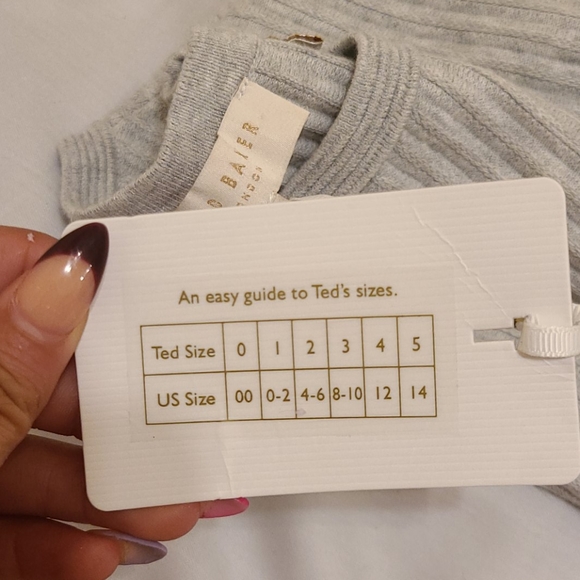 BAKER
An easy guide to Ted's sizes.
Ted Size 0 1 2 3 4 5
US Size 00 0-2 4-6 8-10 12 14